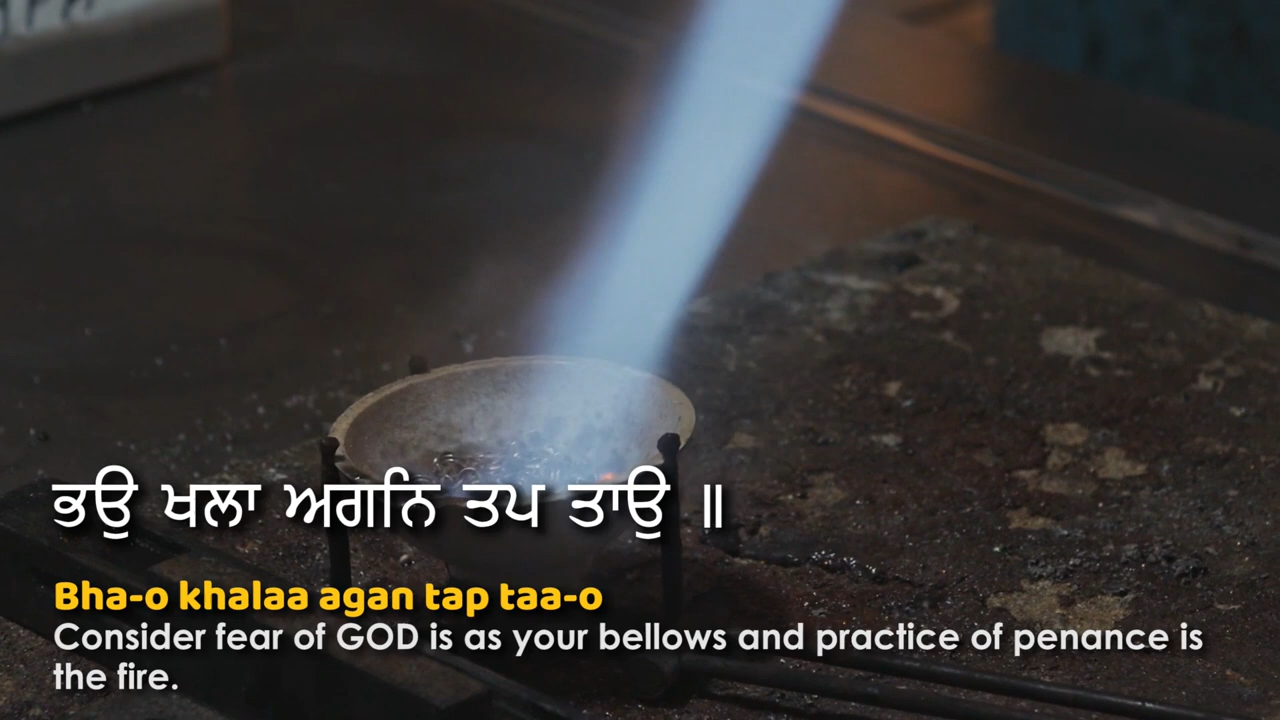 ਭਉ ਖਲਾ ਅਗਨਿ ਤਪ ਤਾਉ ॥
Bha-o khalaa agan tap taa-o
Consider fear of GOD is as your bellows and practice of penance is
the fire.